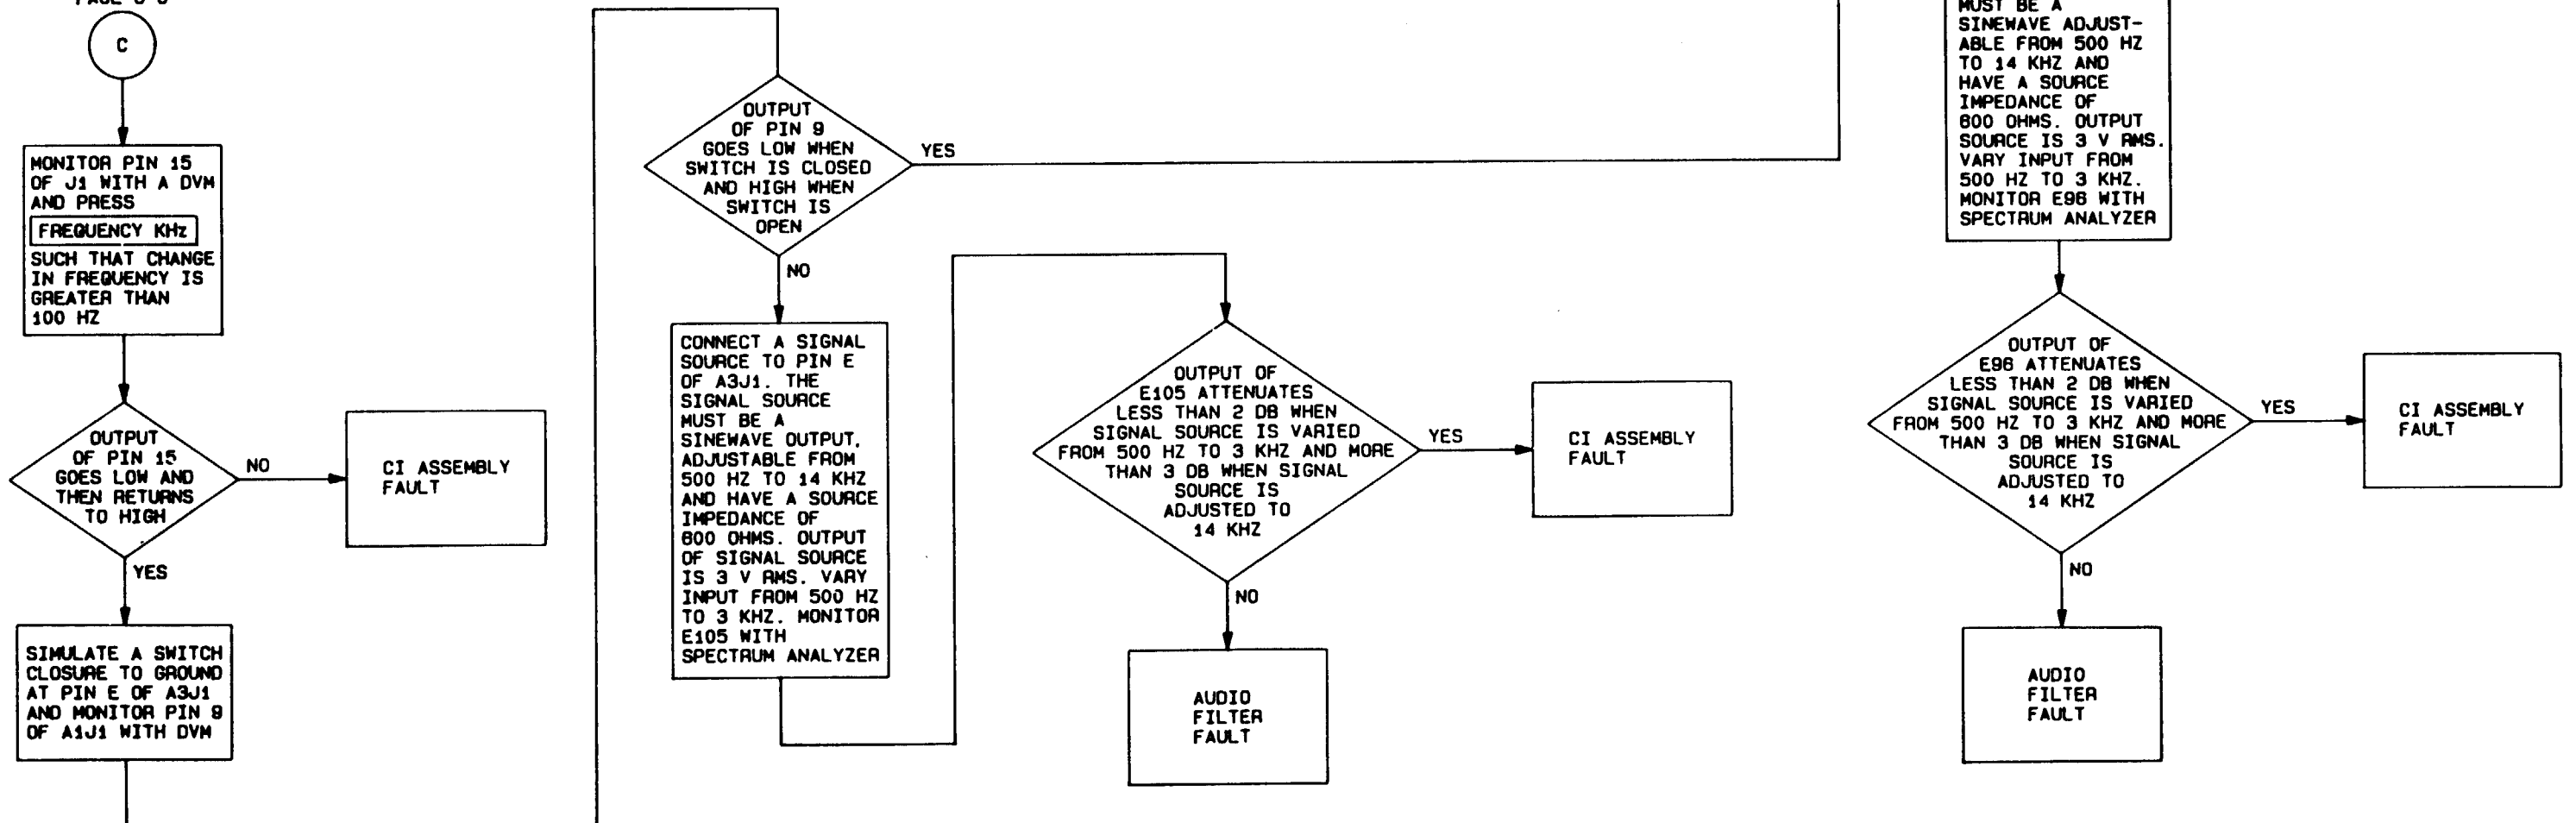 C
MONITOR PIN 15
OF J1 WITH A DVM
AND PRESS
FREQUENCY KHz
SUCH THAT CHANGE
IN FREQUENCY IS
GREATER THAN
100 HZ
OUTPUT
OF PIN 15
GOES LOW AND
THEN RETURNS
TO HIGH
NO
CI ASSEMBLY
FAULT
YES
SIMULATE A SWITCH
CLOSURE TO GROUND
AT PIN E OF A3J1
AND MONITOR PIN 9
OF A1J1 WITH DVM
OUTPUT
OF PIN 9
GOES LOW WHEN
SWITCH IS CLOSED
AND HIGH WHEN
SWITCH IS
OPEN
YES
NO
CONNECT A SIGNAL
SOURCE TO PIN E
OF A3J1. THE
SIGNAL SOURCE
MUST BE A
SINEWAVE OUTPUT,
ADJUSTABLE FROM
500 HZ TO 14 KHZ
AND HAVE A SOURCE
IMPEDANCE OF
600 OHMS. OUTPUT
OF SIGNAL SOURCE
IS 3 V RMS. VARY
INPUT FROM 500 HZ
TO 3 KHZ. MONITOR
E105 WITH
SPECTRUM ANALYZER
OUTPUT OF
E105 ATTENUATES
LESS THAN 2 DB WHEN
SIGNAL SOURCE IS VARIED
FROM 500 HZ TO 3 KHZ AND MORE
THAN 3 DB WHEN SIGNAL
SOURCE IS
ADJUSTED TO
14 KHZ
YES
CI ASSEMBLY
FAULT
NO
AUDIO
FILTER
FAULT
MUST BE A
SINEWAVE ADJUST-
ABLE FROM 500 HZ
TO 14 KHZ AND
HAVE A SOURCE
IMPEDANCE OF
600 OHMS. OUTPUT
SOURCE IS 3 V RMS.
VARY INPUT FROM
500 HZ TO 3 KHZ.
MONITOR E96 WITH
SPECTRUM ANALYZER
OUTPUT OF
E96 ATTENUATES
LESS THAN 2 DB WHEN
SIGNAL SOURCE IS VARIED
FROM 500 HZ TO 3 KHZ AND MORE
THAN 3 DB WHEN SIGNAL
SOURCE IS
ADJUSTED TO
14 KHZ
YES
CI ASSEMBLY
FAULT
NO
AUDIO
FILTER
FAULT